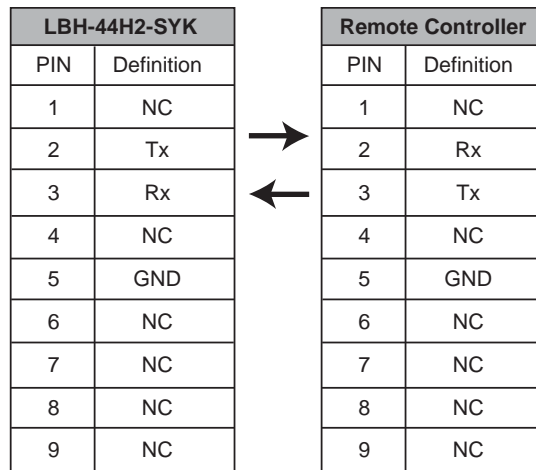 LBH-44H2-SYK Remote Controller
PIN Definition PIN Definition
1 NC 1 NC
2 Tx 2 Rx
3 Rx 3 Tx
4 NC 4 NC
5 GND 5 GND
6 NC 6 NC
7 NC 7 NC
8 NC 8 NC
9 NC 9 NC